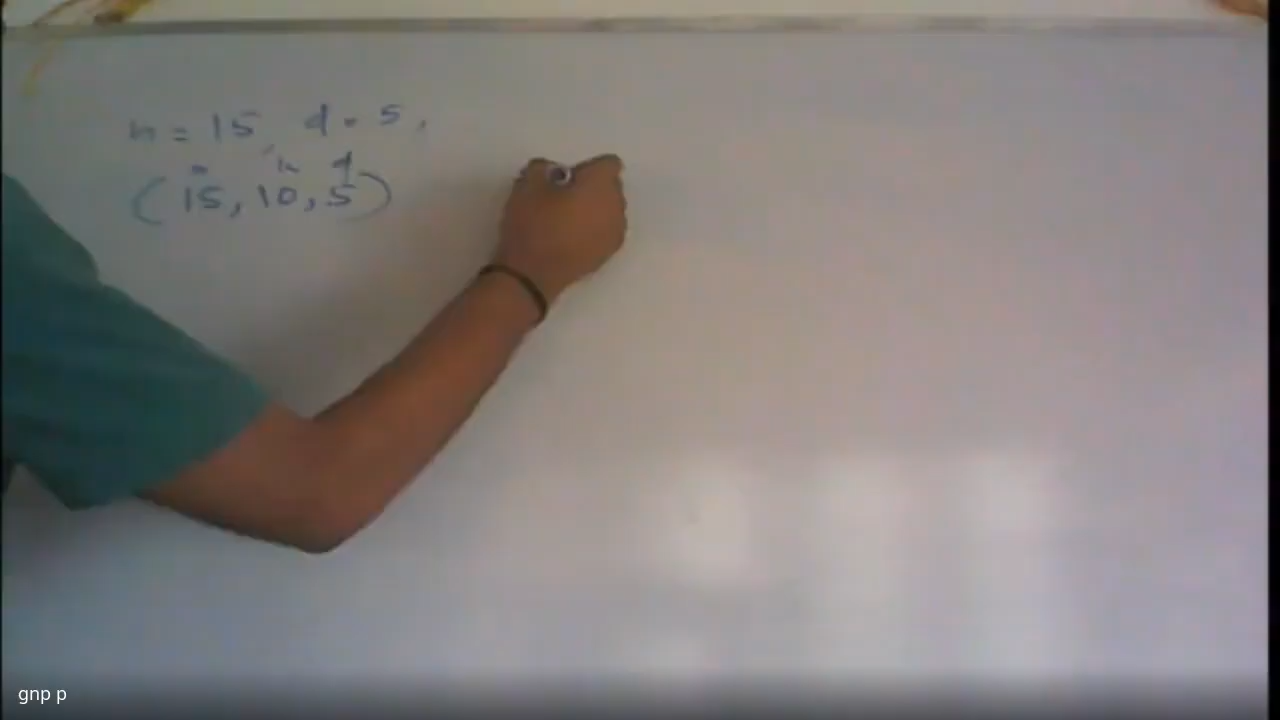 n = 15, d = 5,
n k d
(15, 10, 5)
gnp p